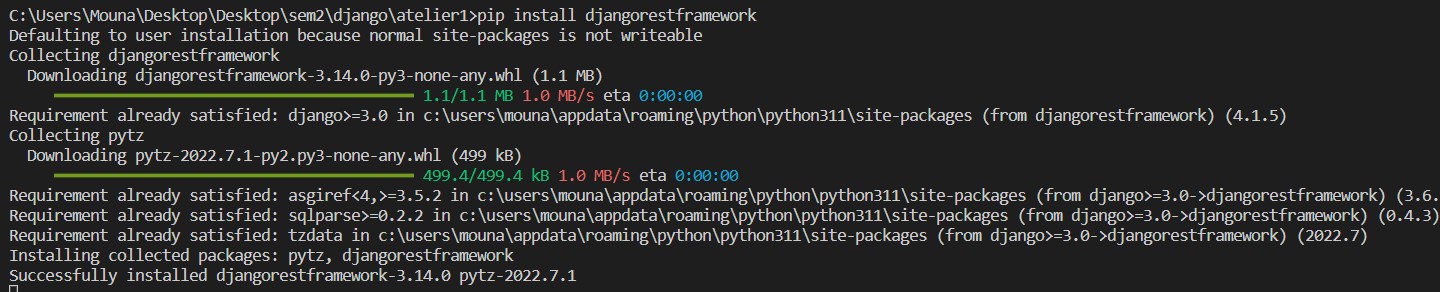 C:\Users\Mouna\Desktop\Desktop\sem2\django\atelier1>pip install djangorestframework
Defaulting to user installation because normal site-packages is not writeable
Collecting djangorestframework
  Downloading djangorestframework-3.14.0-py3-none-any.whl (1.1 MB)
1.1/1.1 MB 1.0 MB/s eta 0:00:00
Requirement already satisfied: django>=3.0 in c:\users\mouna\appdata\roaming\python\python311\site-packages (from djangorestframework) (4.1.5)
Collecting pytz
  Downloading pytz-2022.7.1-py2.py3-none-any.whl (499 kB)
499.4/499.4 kB 1.0 MB/s eta 0:00:00
Requirement already satisfied: asgiref<4,>=3.5.2 in c:\users\mouna\appdata\roaming\python\python311\site-packages (from django>=3.0->djangorestframework) (3.6.
Requirement already satisfied: sqlparse>=0.2.2 in c:\users\mouna\appdata\roaming\python\python311\site-packages (from django>=3.0->djangorestframework) (0.4.3)
Requirement already satisfied: tzdata in c:\users\mouna\appdata\roaming\python\python311\site-packages (from django>=3.0->djangorestframework) (2022.7)
Installing collected packages: pytz, djangorestframework
Successfully installed djangorestframework-3.14.0 pytz-2022.7.1